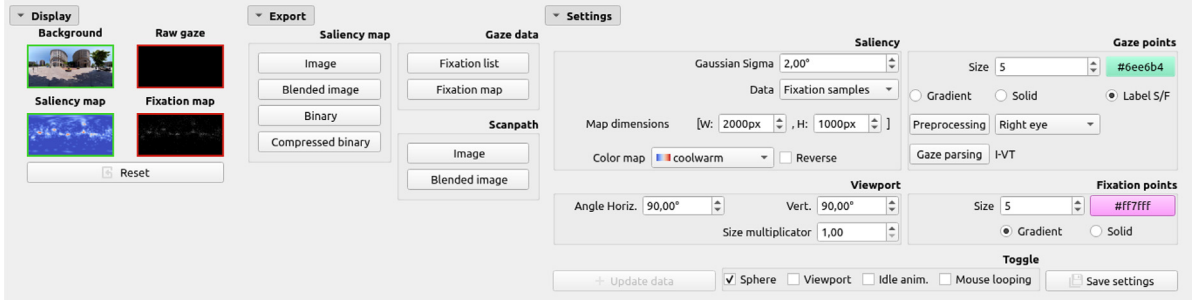 Display
Background
Raw gaze
Saliency map
Fixation map
Reset
Export
Saliency map
Image
Blended image
Binary
Compressed binary
Gaze data
Fixation list
Fixation map
Scanpath
Image
Blended image
Settings
Saliency
Gaussian Sigma 2,00°
Data Fixation samples
Map dimensions [W: 2000px , H: 1000px ]
Color map coolwarm Reverse
Gaze points
Size 5 #6ee6b4
Gradient Solid Label S/F
Preprocessing Right eye
Gaze parsing I-VT
Viewport
Angle Horiz. 90,00° Vert. 90,00°
Size multiplicator 1,00
Fixation points
Size 5 #ff7fff
Gradient Solid
Toggle
+ Update data
Sphere Viewport Idle anim. Mouse looping
Save settings